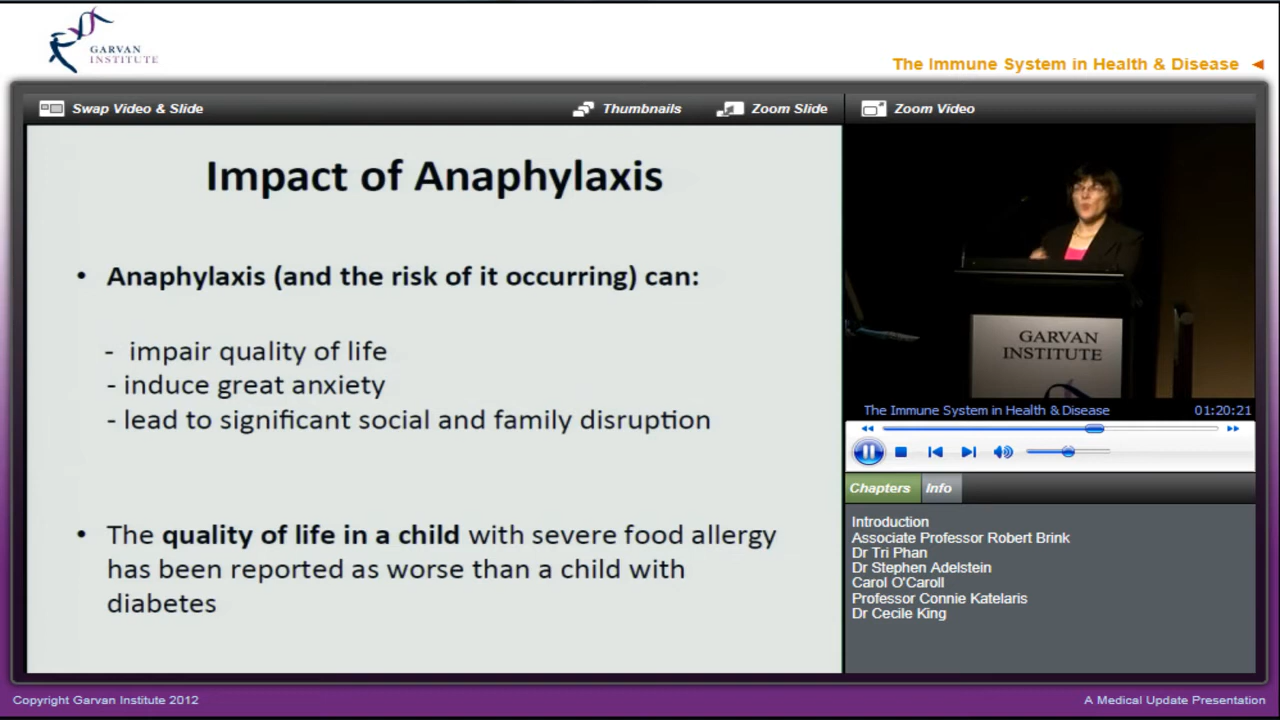 GARVAN
INSTITUTE
The Immune System in Health & Disease
Swap Video & Slide
Thumbnails
Zoom Slide
Zoom Video
Impact of Anaphylaxis
• Anaphylaxis (and the risk of it occurring) can:
- impair quality of life
- induce great anxiety
- lead to significant social and family disruption
• The quality of life in a child with severe food allergy
has been reported as worse than a child with
diabetes
GARVAN
INSTITUTE
The Immune System in Health & Disease 01:20:21
Chapters
Info
Introduction
Associate Professor Robert Brink
Dr Tri Phan
Dr Stephen Adelstein
Carol O'Caroll
Professor Connie Katelaris
Dr Cecile King
Copyright Garvan Institute 2012
A Medical Update Presentation